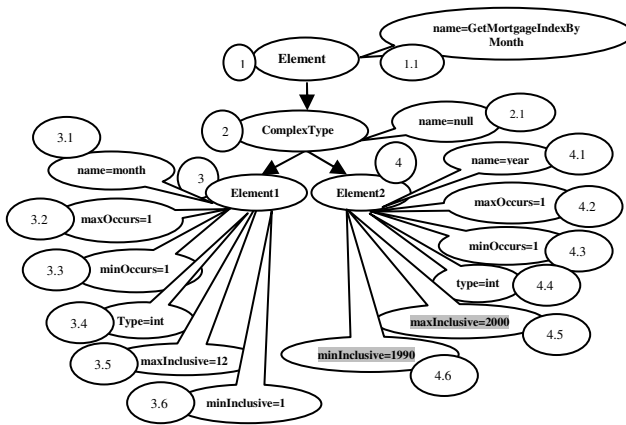 name=GetMortgageIndexBy
Month
1
Element
1.1
2
ComplexType
name=null
2.1
3.1
name=month
3
Element1
4
Element2
name=year
4.1
3.2
maxOccurs=1
maxOccurs=1
4.2
3.3
minOccurs=1
minOccurs=1
4.3
3.4
Type=int
type=int
4.4
3.5
maxInclusive=12
maxInclusive=2000
4.5
3.6
minInclusive=1
minInclusive=1990
4.6